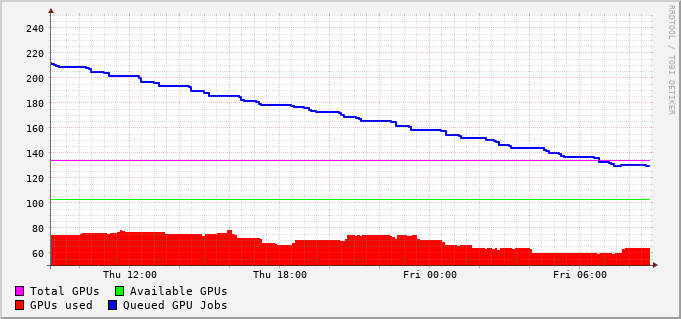 240
220
200
180
160
140
120
100
80
60
Thu 12:00 Thu 18:00 Fri 00:00 Fri 06:00
Total GPUs Available GPUs
GPUs used Queued GPU Jobs
RRDTOOL / TOBI OETIKER